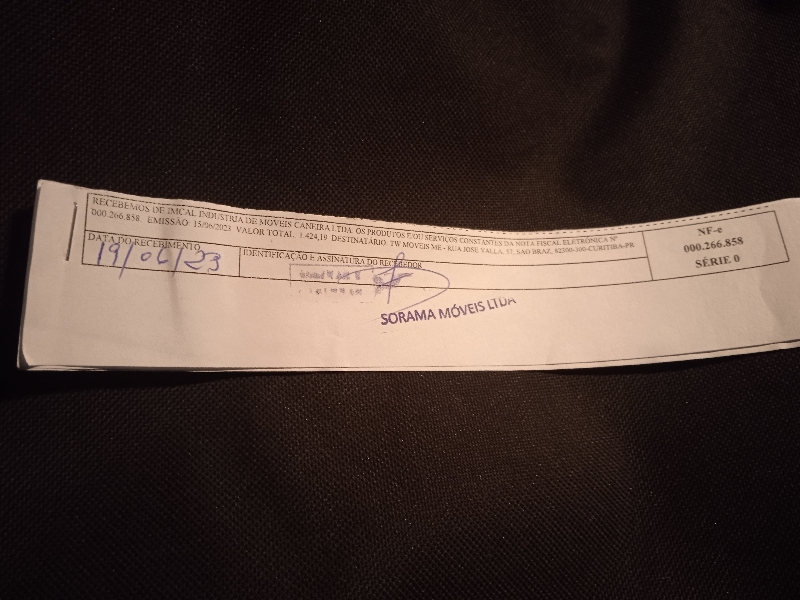 RECEBEMOS DE IMCAL INDUSTRIA DE MOVEIS CANEIRA LTDA. OS PRODUTOS E/OU SERVIÇOS CONSTANTES DA NOTA FISCAL ELETRÔNICA Nº
000.266.858 EMISSÃO: 15/06/2023 VALOR TOTAL: 1.424,19 DESTINATÁRIO: TW MOVEIS ME - RUA JOSE VALLA, 57, SAO BRAZ, 82300-300-CURITIBA-PR
DATA DO RECEBIMENTO
19/06/23
IDENTIFICAÇÃO E ASSINATURA DO RECEBEDOR
SORAMA MÓVEIS LTDA
NF-e
000.266.858
SÉRIE 0